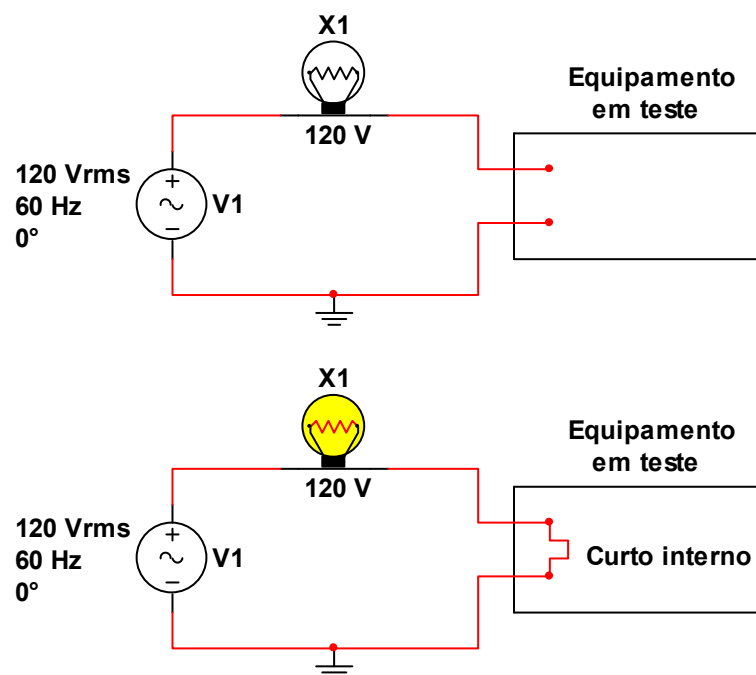 X1
120 V
Equipamento
em teste
120 Vrms
60 Hz
0°
V1
X1
120 V
Equipamento
em teste
120 Vrms
60 Hz
0°
V1
Curto interno